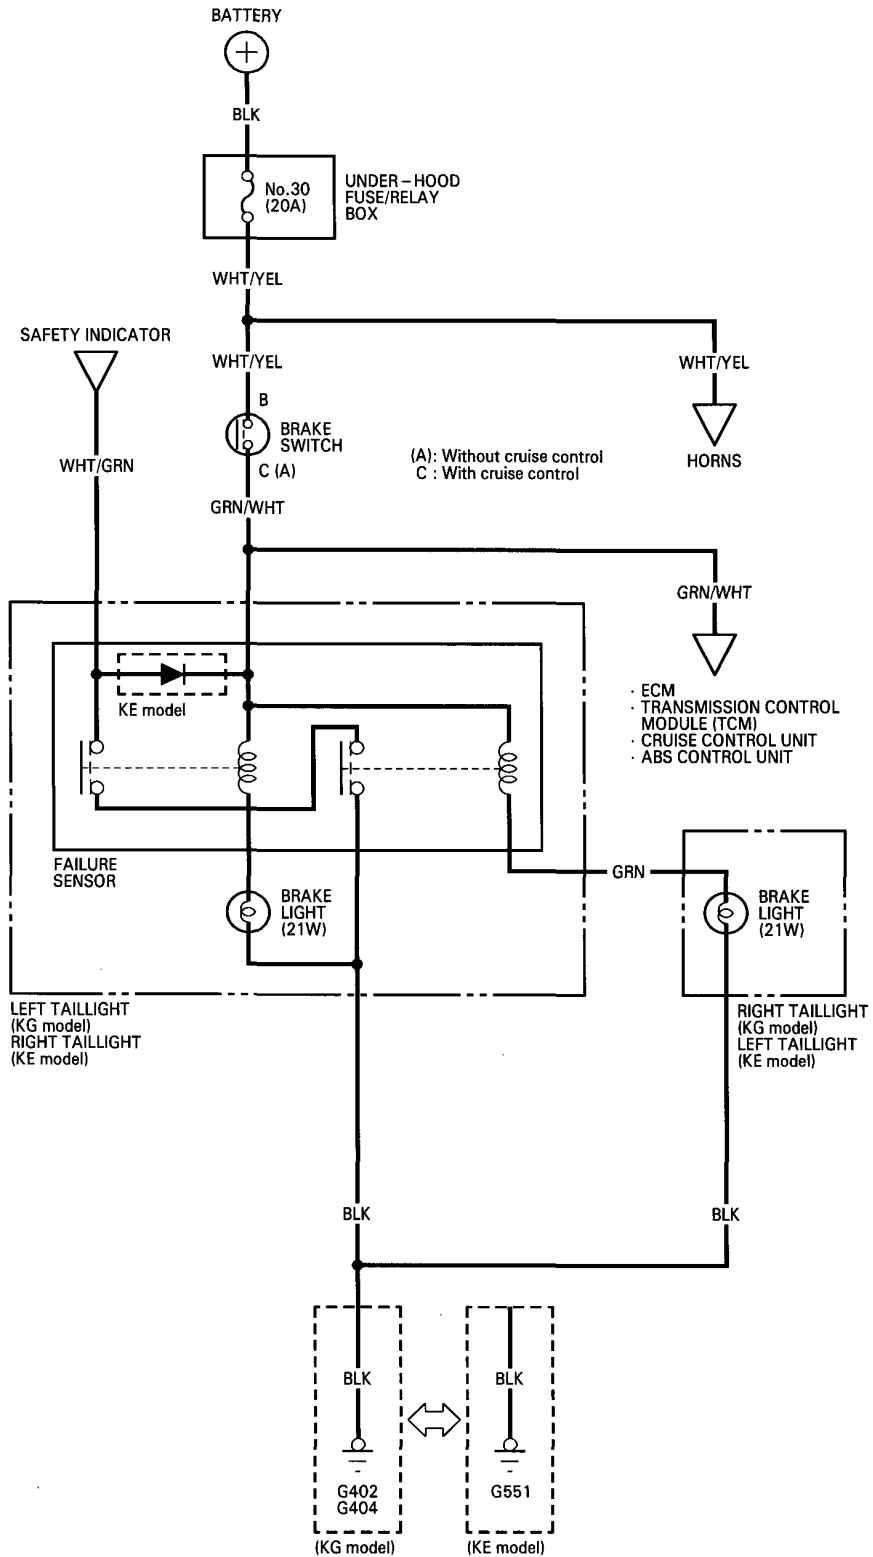 BATTERY
BLK
No.30
(20A)
UNDER-HOOD
FUSE/RELAY
BOX
WHT/YEL
SAFETY INDICATOR
WHT/YEL
WHT/YEL
B
BRAKE
SWITCH
C (A)
HORNS
(A): Without cruise control
C : With cruise control
WHT/GRN
GRN/WHT
GRN/WHT
· ECM
· TRANSMISSION CONTROL
MODULE (TCM)
· CRUISE CONTROL UNIT
· ABS CONTROL UNIT
KE model
FAILURE
SENSOR
GRN
BRAKE
LIGHT
(21W)
BRAKE
LIGHT
(21W)
LEFT TAILLIGHT
(KG model)
RIGHT TAILLIGHT
(KE model)
RIGHT TAILLIGHT
(KG model)
LEFT TAILLIGHT
(KE model)
BLK
BLK
BLK
BLK
G402
G404
G551
(KG model)
(KE model)